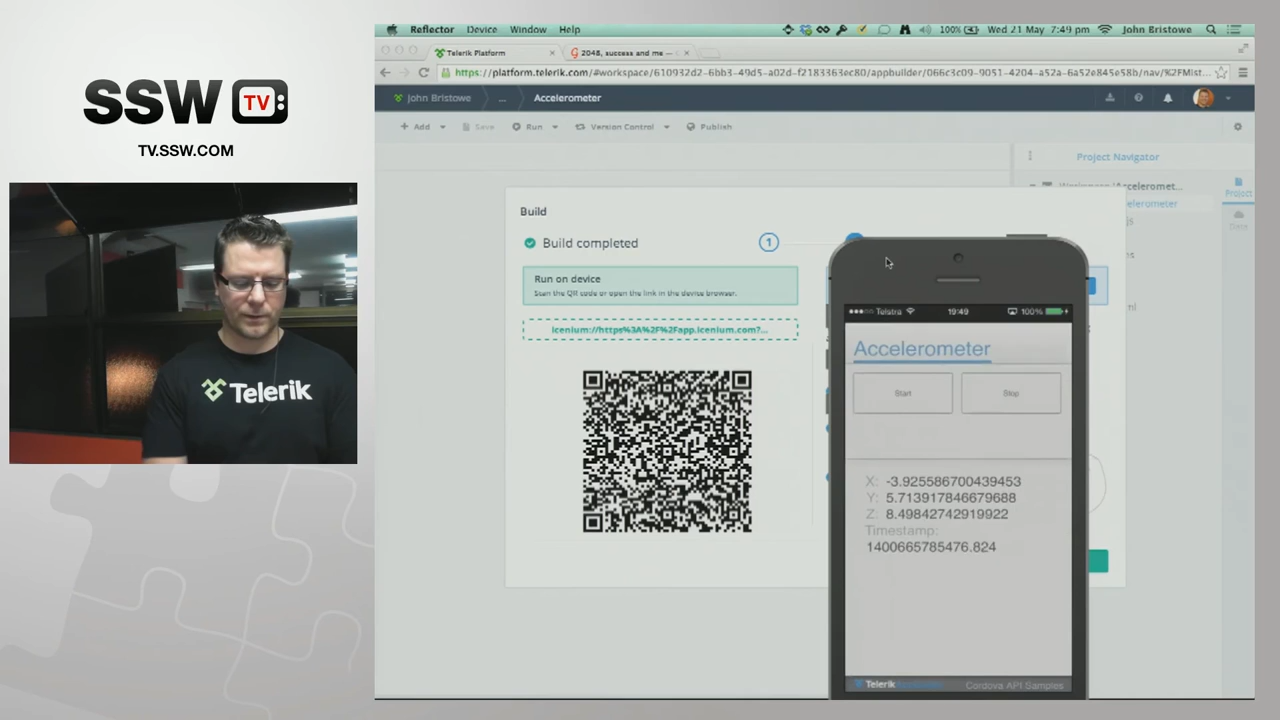 SSW TV
TV.SSW.COM
Telerik
Reflector Device Window Help
100% Wed 21 May 7:49 pm John Bristowe
Telerik Platform
2048, success and me —
https://platform.telerik.com/#workspace/610932d2-6bb3-49d5-a02d-f2183363ec80/appbuilder/066c3c09-9051-4204-a52a-6a52e845e58b/nav/%2FMist...
John Bristowe ... Accelerometer
+ Add Save Run Version Control Publish
Project Navigator
Workspace 'Acceleromet...
celerometer
Project
Data
Build
Build completed
1
Run on device
Scan the QR code or open the link in the device browser.
icenium://https%3A%2F%2Fapp.icenium.com?...
Telstra 19:49 100%
Accelerometer
Start Stop
X: -3.925586700439453
Y: 5.713917846679688
Z: 8.49842742919922
Timestamp:
1400665785476.824
Telerik Cordova API Samples